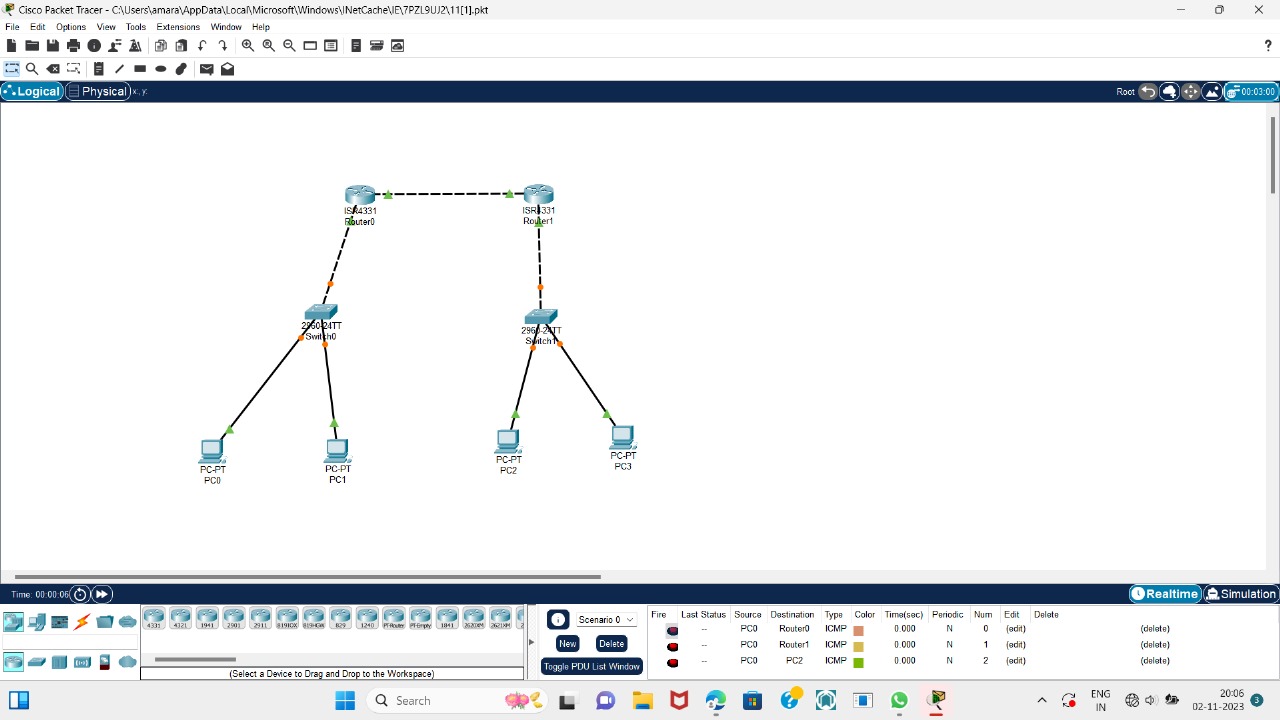 Cisco Packet Tracer - C:\Users\amara\AppData\Local\Microsoft\Windows\INetCache\IE\7PZL9UJ2\11[1].pkt
File Edit Options View Tools Extensions Window Help
?
Logical Physical x: y: Root 00:03:00
ISR4331
Router0
ISR4331
Router1
2960-24TT
Switch0
2960-24TT
Switch1
PC-PT
PC0
PC-PT
PC1
PC-PT
PC2
PC-PT
PC3
Time: 00:00:06 Realtime Simulation
4331 4321 1941 2901 2911 819IOX 819HGW 829 1240 PT-Router PT-Empty 1841 2620XM 2621XM
(Select a Device to Drag and Drop to the Workspace)
Scenario 0
New Delete
Toggle PDU List Window
Fire Last Status Source Destination Type Color Time(sec) Periodic Num Edit Delete
-- PC0 Router0 ICMP 0.000 N 0 (edit) (delete)
-- PC0 Router1 ICMP 0.000 N 1 (edit) (delete)
-- PC0 PC2 ICMP 0.000 N 2 (edit) (delete)
Search
ENG
IN
20:06
02-11-2023
3